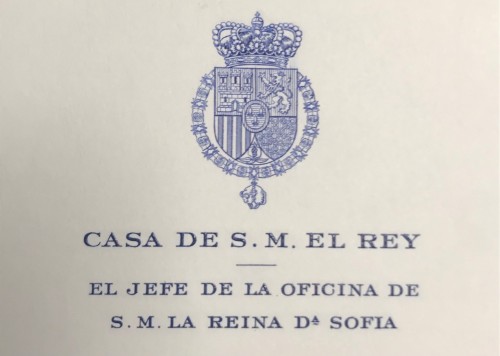 CASA DE S. M. EL REY
EL JEFE DE LA OFICINA DE
S. M. LA REINA Dª SOFIA